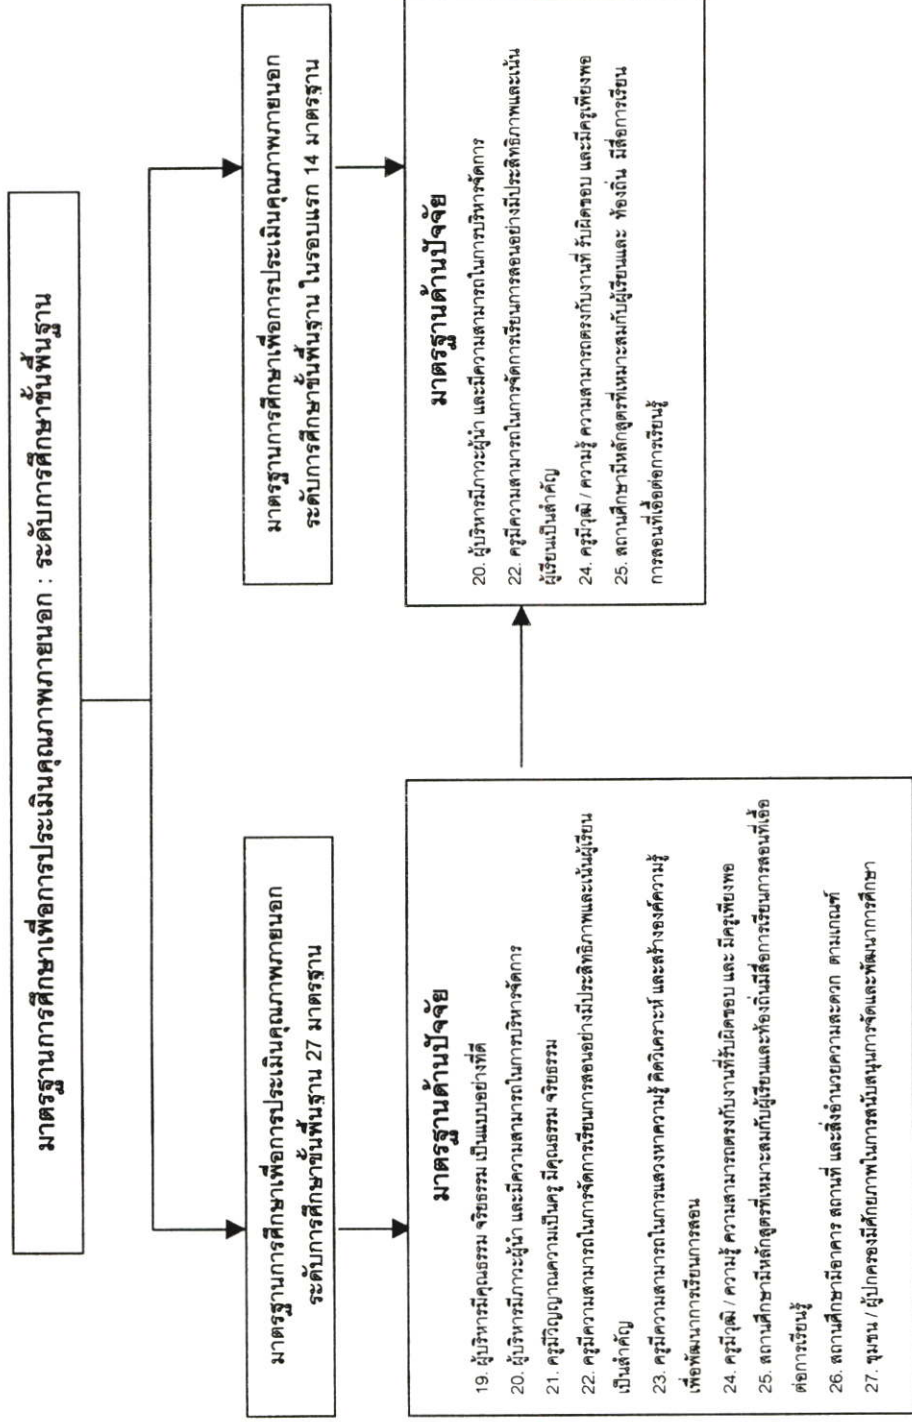 มาตรฐานการศึกษาเพื่อการประเมินคุณภาพภายนอก : ระดับการศึกษาขั้นพื้นฐาน
มาตรฐานการศึกษาเพื่อการประเมินคุณภาพภายนอก
ระดับการศึกษาขั้นพื้นฐาน 27 มาตรฐาน
มาตรฐานด้านปัจจัย
19. ผู้บริหารมีคุณธรรม จริยธรรม เป็นแบบอย่างที่ดี
20. ผู้บริหารมีภาวะผู้นำ และมีความสามารถในการบริหารจัดการ
21. ครูมีวิญญาณความเป็นครู มีคุณธรรม จริยธรรม
22. ครูมีความสามารถในการจัดการเรียนการสอนอย่างมีประสิทธิภาพและเน้นผู้เรียน
เป็นสำคัญ
23. ครูมีความสามารถในการแสวงหาความรู้ คิดวิเคราะห์ และสร้างองค์ความรู้
เพื่อพัฒนาการเรียนการสอน
24. ครูมีวุฒิ / ความรู้ ความสามารถตรงกับงานที่รับผิดชอบ และ มีครูเพียงพอ
25. สถานศึกษามีหลักสูตรที่เหมาะสมกับผู้เรียนและท้องถิ่นมีสื่อการเรียนการสอนที่เอื้อ
ต่อการเรียนรู้
26. สถานศึกษามีอาคาร สถานที่ และสิ่งอำนวยความสะดวก ตามเกณฑ์
27. ชุมชน / ผู้ปกครองมีศักยภาพในการสนับสนุนการจัดและพัฒนาการศึกษา
มาตรฐานการศึกษาเพื่อการประเมินคุณภาพภายนอก
ระดับการศึกษาขั้นพื้นฐาน ในรอบแรก 14 มาตรฐาน
มาตรฐานด้านปัจจัย
20. ผู้บริหารมีภาวะผู้นำ และมีความสามารถในการบริหารจัดการ
22. ครูมีความสามารถในการจัดการเรียนการสอนอย่างมีประสิทธิภาพและเน้น
ผู้เรียนเป็นสำคัญ
24. ครูมีวุฒิ / ความรู้ ความสามารถตรงกับงานที่ รับผิดชอบ และมีครูเพียงพอ
25. สถานศึกษามีหลักสูตรที่เหมาะสมกับผู้เรียนและ ท้องถิ่น มีสื่อการเรียน
การสอนที่เอื้อต่อการเรียนรู้